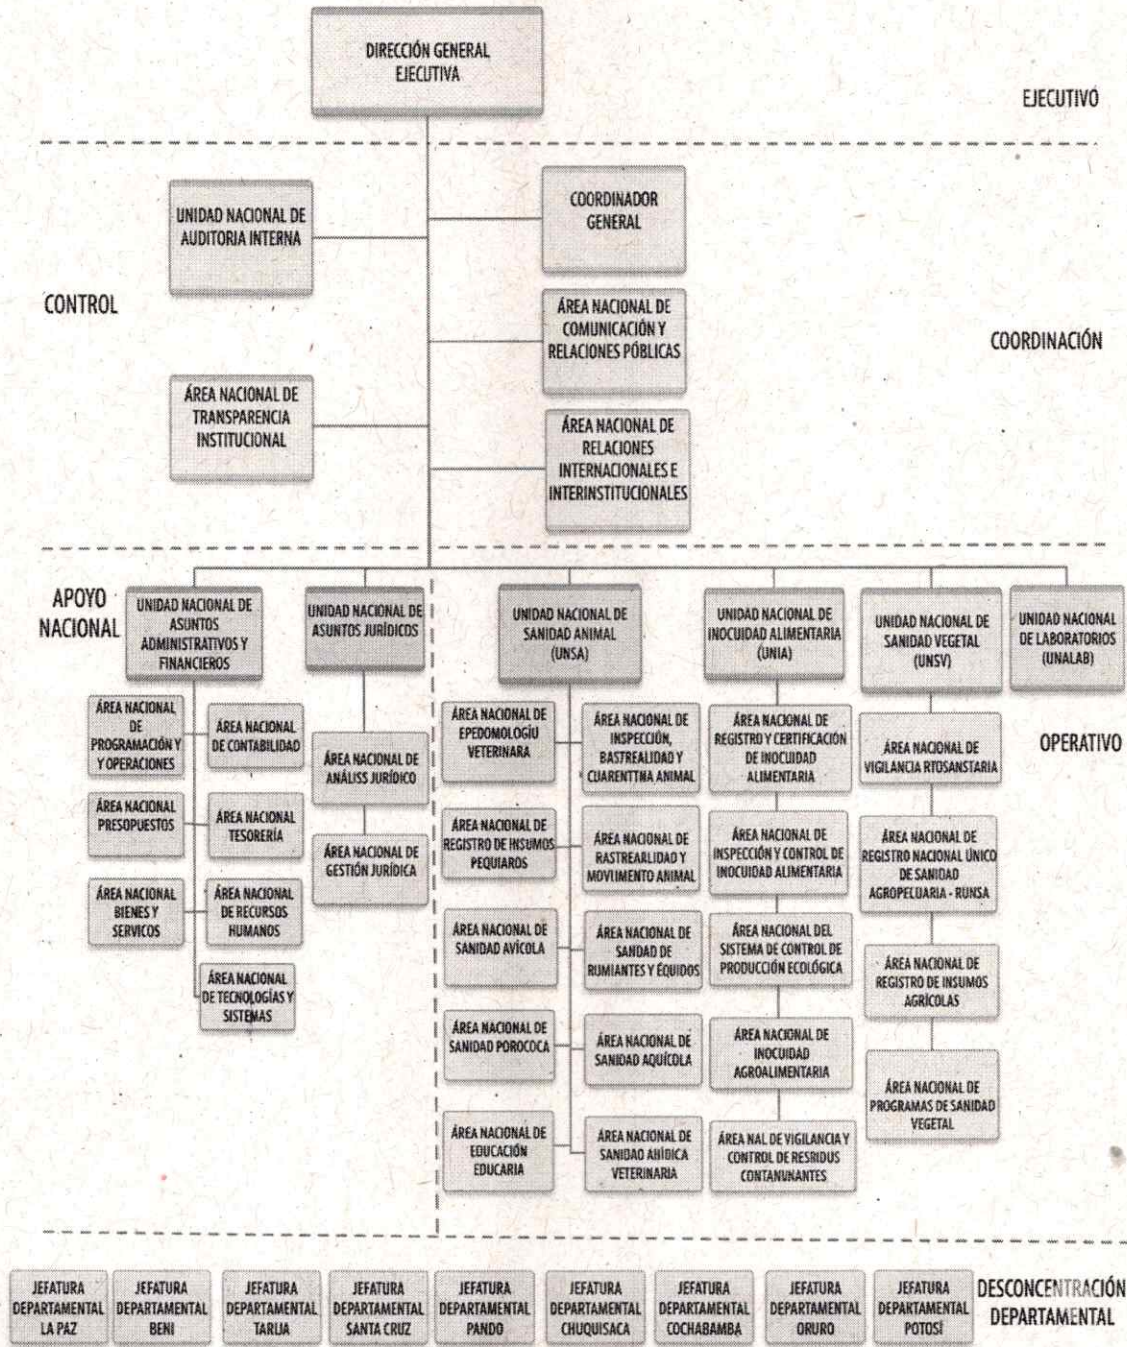 DIRECCIÓN GENERAL
EJECUTIVA
EJECUTIVO
UNIDAD NACIONAL DE
AUDITORIA INTERNA
COORDINADOR
GENERAL
CONTROL
ÁREA NACIONAL DE
COMUNICACIÓN Y
RELACIONES PÚBLICAS
COORDINACIÓN
ÁREA NACIONAL DE
TRANSPARENCIA
INSTITUCIONAL
ÁREA NACIONAL DE
RELACIONES
INTERNACIONALES E
INTERINSTITUCIONALES
APOYO
NACIONAL
UNIDAD NACIONAL DE
ASUNTOS
ADMINISTRATIVOS Y
FINANCIEROS
UNIDAD NACIONAL DE
ASUNTOS JURÍDICOS
UNIDAD NACIONAL DE
SANIDAD ANIMAL
(UNSA)
UNIDAD NACIONAL DE
INOCUIDAD ALIMENTARIA
(UNIA)
UNIDAD NACIONAL DE
SANIDAD VEGETAL
(UNSV)
UNIDAD NACIONAL
DE LABORATORIOS
(UNALAB)
OPERATIVO
ÁREA NACIONAL
DE
PROGRAMACIÓN Y
Y OPERACIONES
ÁREA NACIONAL
DE CONTABILIDAD
ÁREA NACIONAL
PRESOPUESTOS
ÁREA NACIONAL
TESORERÍA
ÁREA NACIONAL
BIENES Y
SERVICOS
ÁREA NACIONAL
DE RECURSOS
HUMANOS
ÁREA NACIONAL
DE TECNOLOGÍAS Y
SISTEMAS
ÁREA NACIONAL DE
ANÁLISS JURÍDICO
ÁREA NACIONAL DE
GESTIÓN JURÍDICA
ÁREA NACIONAL DE
EPEDOMOLOGÍU
VETERINARA
ÁREA NACIONAL DE
INSPECCIÓN,
BASTREALIDAD Y
CUARENTTNA ANIMAL
ÁREA NACIONAL DE
REGISTRO DE INSUMOS
PEQUIAROS
ÁREA NACIONAL DE
RASTREARLIDAD Y
MOVLIMENTO ANIMAL
ÁREA NACIONAL DE
SANIDAD AVÍCOLA
ÁREA NACIONAL DE
SANDAD DE
RUMIANTES Y ÉQUIDOS
ÁREA NACIONAL DE
SANIDAD POROCOCA
ÁREA NACIONAL DE
SANIDAD AQUÍCOLA
ÁREA NACIONAL DE
EDUCACIÓN
EDUCARIA
ÁREA NACIONAL DE
SANIDAD AHÍDICA
VETERINARIA
ÁREA NACIONAL DE
REGISTRO Y CERTIFICACIÓN
DE INOCUIDAD
ALIMENTARIA
ÁREA NACIONAL DE
INSPECCIÓN Y CONTROL DE
INOCUIDAD ALIMENTARIA
ÁREA NACIONAL DEL
SISTEMA DE CONTROL DE
PRODUCCIÓN ECOLÓGICA
ÁREA NACIONAL DE
INOCUIDAD
AGROALIMENTARIA
ÁREA NAL DE VIGILANCIA Y
CONTROL DE RESRIDUS
CONTANUNANTES
ÁREA NACIONAL DE
VIGILANCIA RTOSANSTARIA
ÁREA NACIONAL DE
REGISTRO NACIONAL ÚNICO
DE SANIDAD
AGROPELUARIA - RUNSA
ÁREA NACIONAL DE
REGISTRO DE INSUMOS
AGRÍCOLAS
ÁREA NACIONAL DE
PROGRAMAS DE SANIDAD
VEGETAL
JEFATURA
DEPARTAMENTAL
LA PAZ
JEFATURA
DEPARTAMENTAL
BENI
JEFATURA
DEPARTAMENTAL
TARIJA
JEFATURA
DEPARTAMENTAL
SANTA CRUZ
JEFATURA
DEPARTAMENTAL
PANDO
JEFATURA
DEPARTAMENTAL
CHUQUISACA
JEFATURA
DEPARTAMENTAL
COCHABAMBA
JEFATURA
DEPARTAMENTAL
ORURO
JEFATURA
DEPARTAMENTAL
POTOSÍ
DESCONCENTRACIÓN
DEPARTAMENTAL